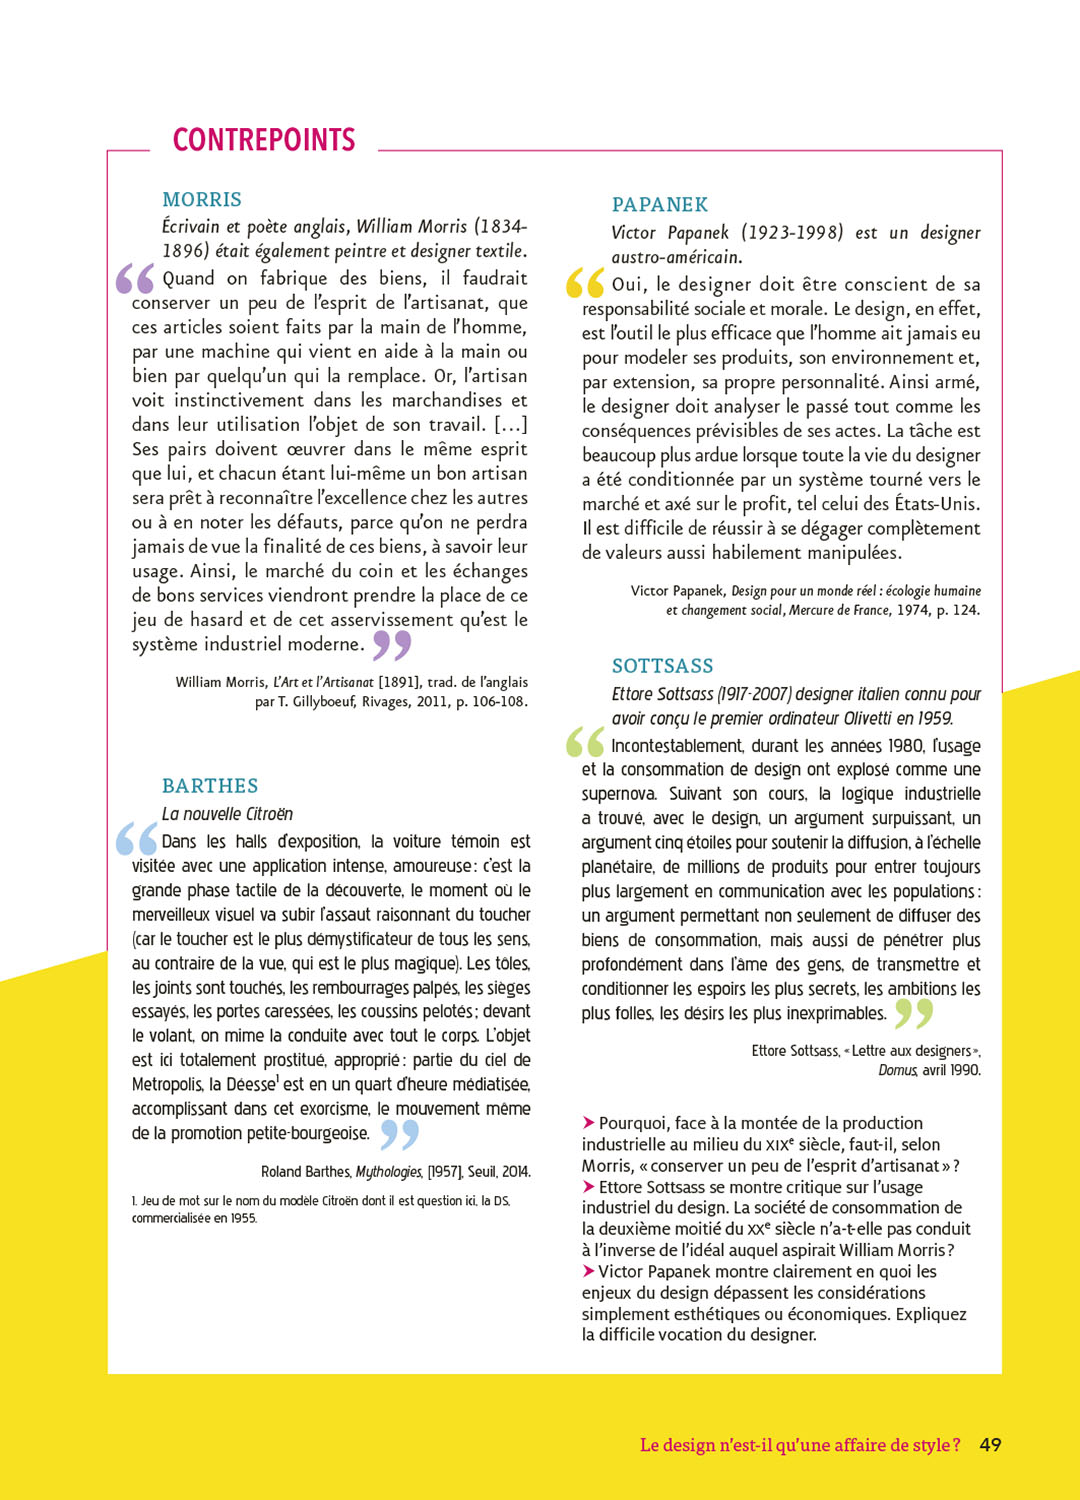 CONTREPOINTS
MORRIS
Écrivain et poète anglais, William Morris (1834-
1896) était également peintre et designer textile.
“ Quand on fabrique des biens, il faudrait
conserver un peu de l’esprit de l’artisanat, que
ces articles soient faits par la main de l’homme,
par une machine qui vient en aide à la main ou
bien par quelqu’un qui la remplace. Or, l’artisan
voit instinctivement dans les marchandises et
dans leur utilisation l’objet de son travail. […]
Ses pairs doivent œuvrer dans le même esprit
que lui, et chacun étant lui-même un bon artisan
sera prêt à reconnaître l’excellence chez les autres
ou à en noter les défauts, parce qu’on ne perdra
jamais de vue la finalité de ces biens, à savoir leur
usage. Ainsi, le marché du coin et les échanges
de bons services viendront prendre la place de ce
jeu de hasard et de cet asservissement qu’est le
système industriel moderne. ”
William Morris, L’Art et l’Artisanat [1891], trad. de l’anglais
par T. Gillyboeuf, Rivages, 2011, p. 106-108.
BARTHES
La nouvelle Citroën
“ Dans les halls d’exposition, la voiture témoin est
visitée avec une application intense, amoureuse : c’est la
grande phase tactile de la découverte, le moment où le
merveilleux visuel va subir l’assaut raisonnant du toucher
(car le toucher est le plus démystificateur de tous les sens,
au contraire de la vue, qui est le plus magique). Les tôles,
les joints sont touchés, les rembourrages palpés, les sièges
essayés, les portes caressées, les coussins pelotés ; devant
le volant, on mime la conduite avec tout le corps. L’objet
est ici totalement prostitué, approprié : partie du ciel de
Metropolis, la Déesse¹ est en un quart d’heure médiatisée,
accomplissant dans cet exorcisme, le mouvement même
de la promotion petite-bourgeoise. ”
Roland Barthes, Mythologies, [1957], Seuil, 2014.
1. Jeu de mot sur le nom du modèle Citroën dont il est question ici, la DS,
commercialisée en 1955.
PAPANEK
Victor Papanek (1923-1998) est un designer
austro-américain.
“ Oui, le designer doit être conscient de sa
responsabilité sociale et morale. Le design, en effet,
est l’outil le plus efficace que l’homme ait jamais eu
pour modeler ses produits, son environnement et,
par extension, sa propre personnalité. Ainsi armé,
le designer doit analyser le passé tout comme les
conséquences prévisibles de ses actes. La tâche est
beaucoup plus ardue lorsque toute la vie du designer
a été conditionnée par un système tourné vers le
marché et axé sur le profit, tel celui des États-Unis.
Il est difficile de réussir à se dégager complètement
de valeurs aussi habilement manipulées.
Victor Papanek, Design pour un monde réel : écologie humaine
et changement social, Mercure de France, 1974, p. 124.
SOTTSASS
Ettore Sottsass (1917-2007) designer italien connu pour
avoir conçu le premier ordinateur Olivetti en 1959.
“ Incontestablement, durant les années 1980, l’usage
et la consommation de design ont explosé comme une
supernova. Suivant son cours, la logique industrielle
a trouvé, avec le design, un argument surpuissant, un
argument cinq étoiles pour soutenir la diffusion, à l’échelle
planétaire, de millions de produits pour entrer toujours
plus largement en communication avec les populations :
un argument permettant non seulement de diffuser des
biens de consommation, mais aussi de pénétrer plus
profondément dans l’âme des gens, de transmettre et
conditionner les espoirs les plus secrets, les ambitions les
plus folles, les désirs les plus inexprimables. ”
Ettore Sottsass, « Lettre aux designers »,
Domus, avril 1990.
➤ Pourquoi, face à la montée de la production
industrielle au milieu du XIXe siècle, faut-il, selon
Morris, « conserver un peu de l’esprit d’artisanat » ?
➤ Ettore Sottsass se montre critique sur l’usage
industriel du design. La société de consommation de
la deuxième moitié du XXe siècle n’a-t-elle pas conduit
à l’inverse de l’idéal auquel aspirait William Morris ?
➤ Victor Papanek montre clairement en quoi les
enjeux du design dépassent les considérations
simplement esthétiques ou économiques. Expliquez
la difficile vocation du designer.
Le design n’est-il qu’une affaire de style ? 49